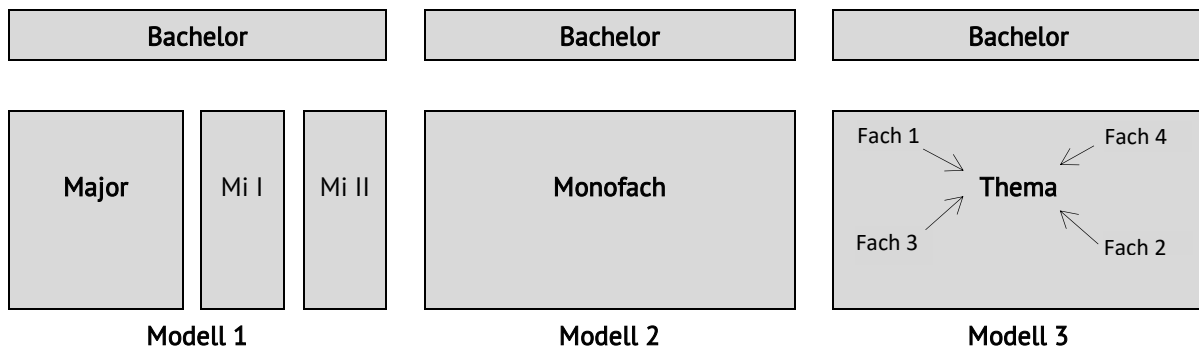 Bachelor
Major
Mi I
Mi II
Modell 1
Bachelor
Monofach
Modell 2
Bachelor
Fach 1
Fach 4
Thema
Fach 3
Fach 2
Modell 3